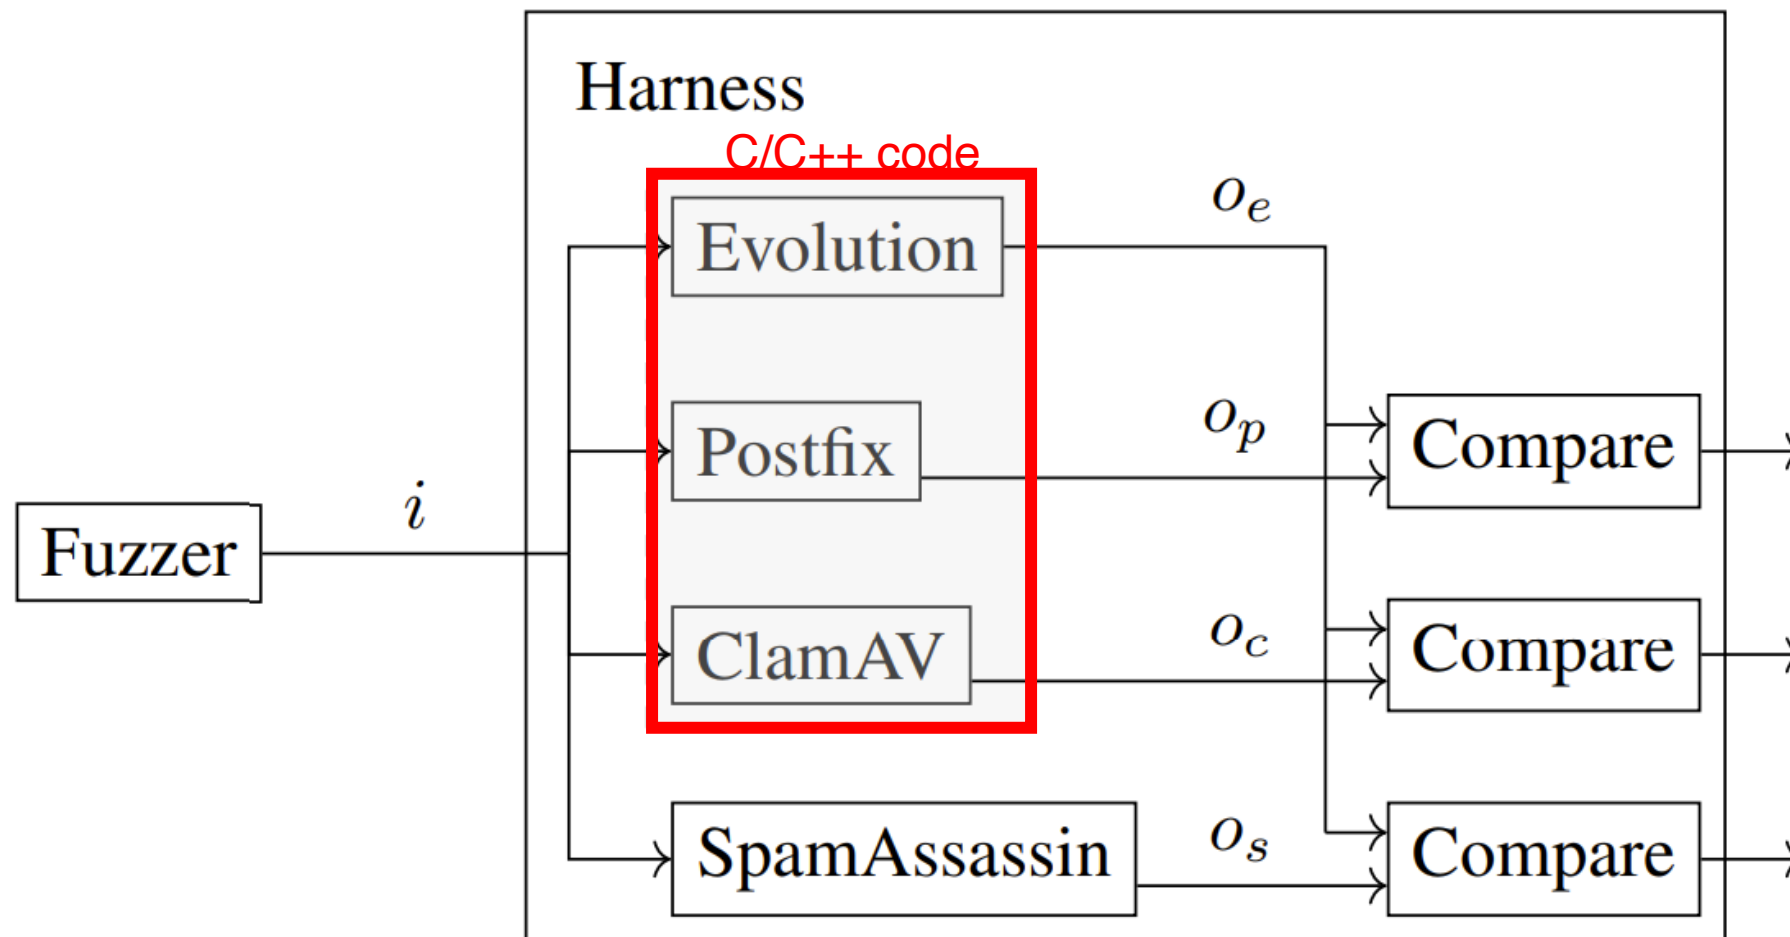 Harness
C/C++ code
Evolution
o_e
Postfix
o_p
Compare
i
Fuzzer
ClamAV
o_c
Compare
SpamAssassin
o_s
Compare